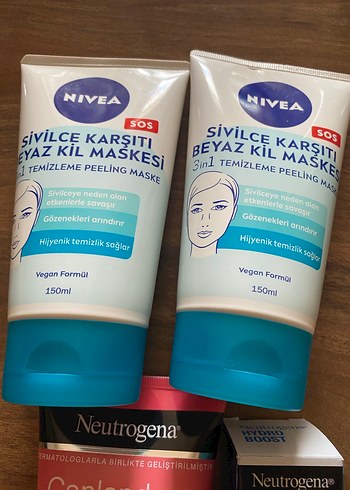 NIVEA
SOS
SİVİLCE KARŞITI
BEYAZ KİL MASKESİ
TEMİZLEME PEELING MASKE
Sivilceye neden olan
etkenlerle savaşır
Gözenekleri arındırır
Hijyenik temizlik sağlar
Vegan Formül
150ml
NIVEA
SOS
SİVİLCE KARŞITI
BEYAZ KİL MASKESİ
3in1 TEMİZLEME PEELING MASKE
Sivilceye neden olan
etkenlerle savaşır
Gözenekleri arındırır
Hijyenik temizlik sağlar
Vegan Formül
150ml
Neutrogena®
DERMATOLOGLARLA BİRLİKTE GELİŞTİRİLMİŞTİR
NEUTROGENA
HYDRO
BOOST
Neutrogena®